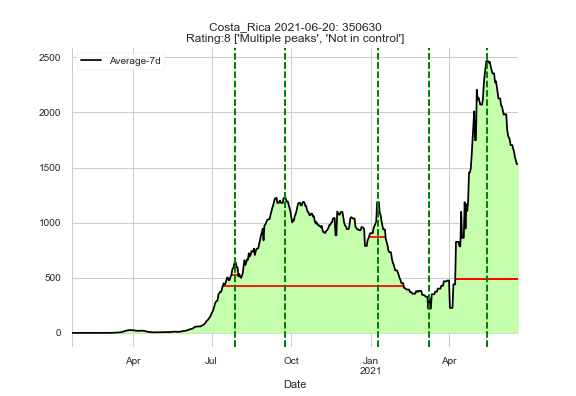 Costa_Rica 2021-06-20: 350630
Rating:8 ['Multiple peaks', 'Not in control']
Average-7d
2500
2000
1500
1000
500
0
Apr Jul Oct Jan Apr
2021
Date